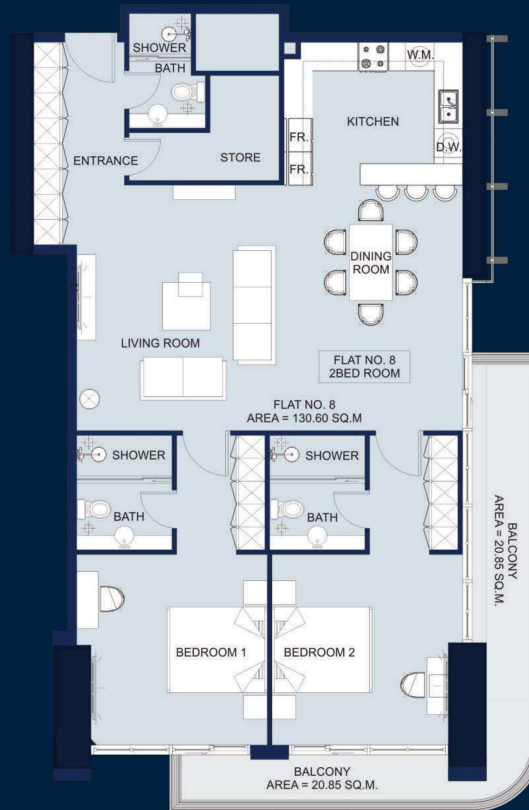 SHOWER
BATH
W.M.
KITCHEN
FR.
FR.
D.W.
ENTRANCE
STORE
DINING
ROOM
LIVING ROOM
FLAT NO. 8
2BED ROOM
FLAT NO. 8
AREA = 130.60 SQ.M
SHOWER
SHOWER
BATH
BATH
BALCONY
AREA = 20.85 SQ.M.
BEDROOM 1
BEDROOM 2
BALCONY
AREA = 20.85 SQ.M.